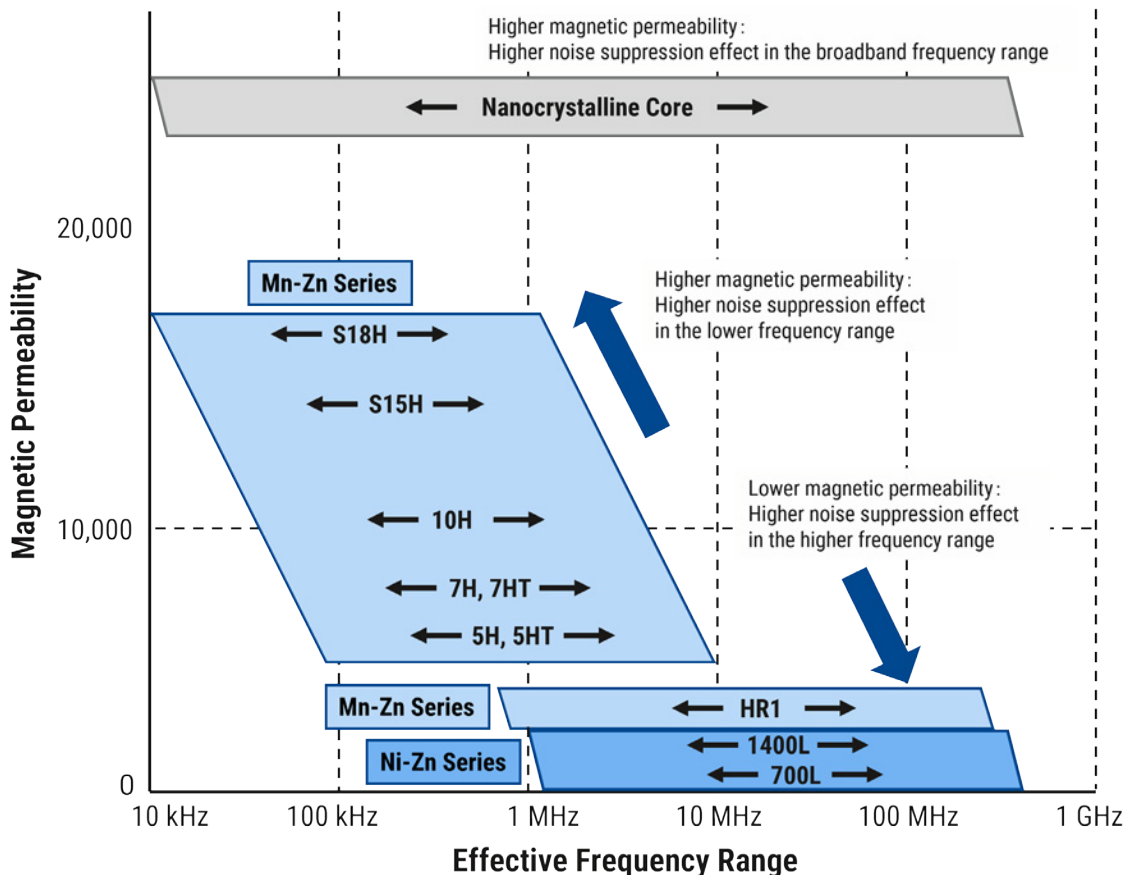 Higher magnetic permeability:
Higher noise suppression effect in the broadband frequency range
Nanocrystalline Core
20,000
Mn-Zn Series
Higher magnetic permeability:
Higher noise suppression effect
in the lower frequency range
S18H
S15H
Lower magnetic permeability:
Higher noise suppression effect
in the higher frequency range
10,000
10H
7H, 7HT
5H, 5HT
Mn-Zn Series
HR1
Ni-Zn Series
1400L
700L
0
10 kHz
100 kHz
1 MHz
10 MHz
100 MHz
1 GHz
Magnetic Permeability
Effective Frequency Range